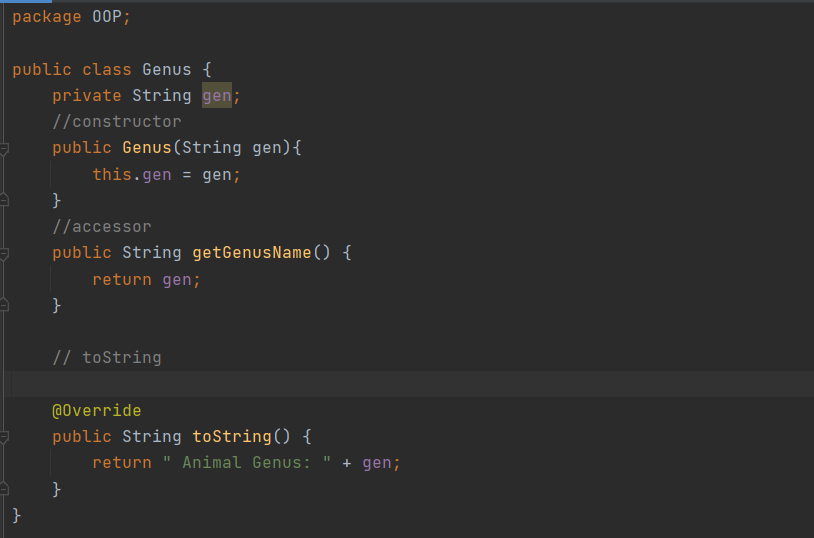 package OOP;
public class Genus {
private String gen;
//constructor
public Genus(String gen){
this.gen = gen;
}
//accessor
public String getGenusName() {
return gen;
}
// toString
@Override
public String toString() {
return " Animal Genus: " + gen;
}
}